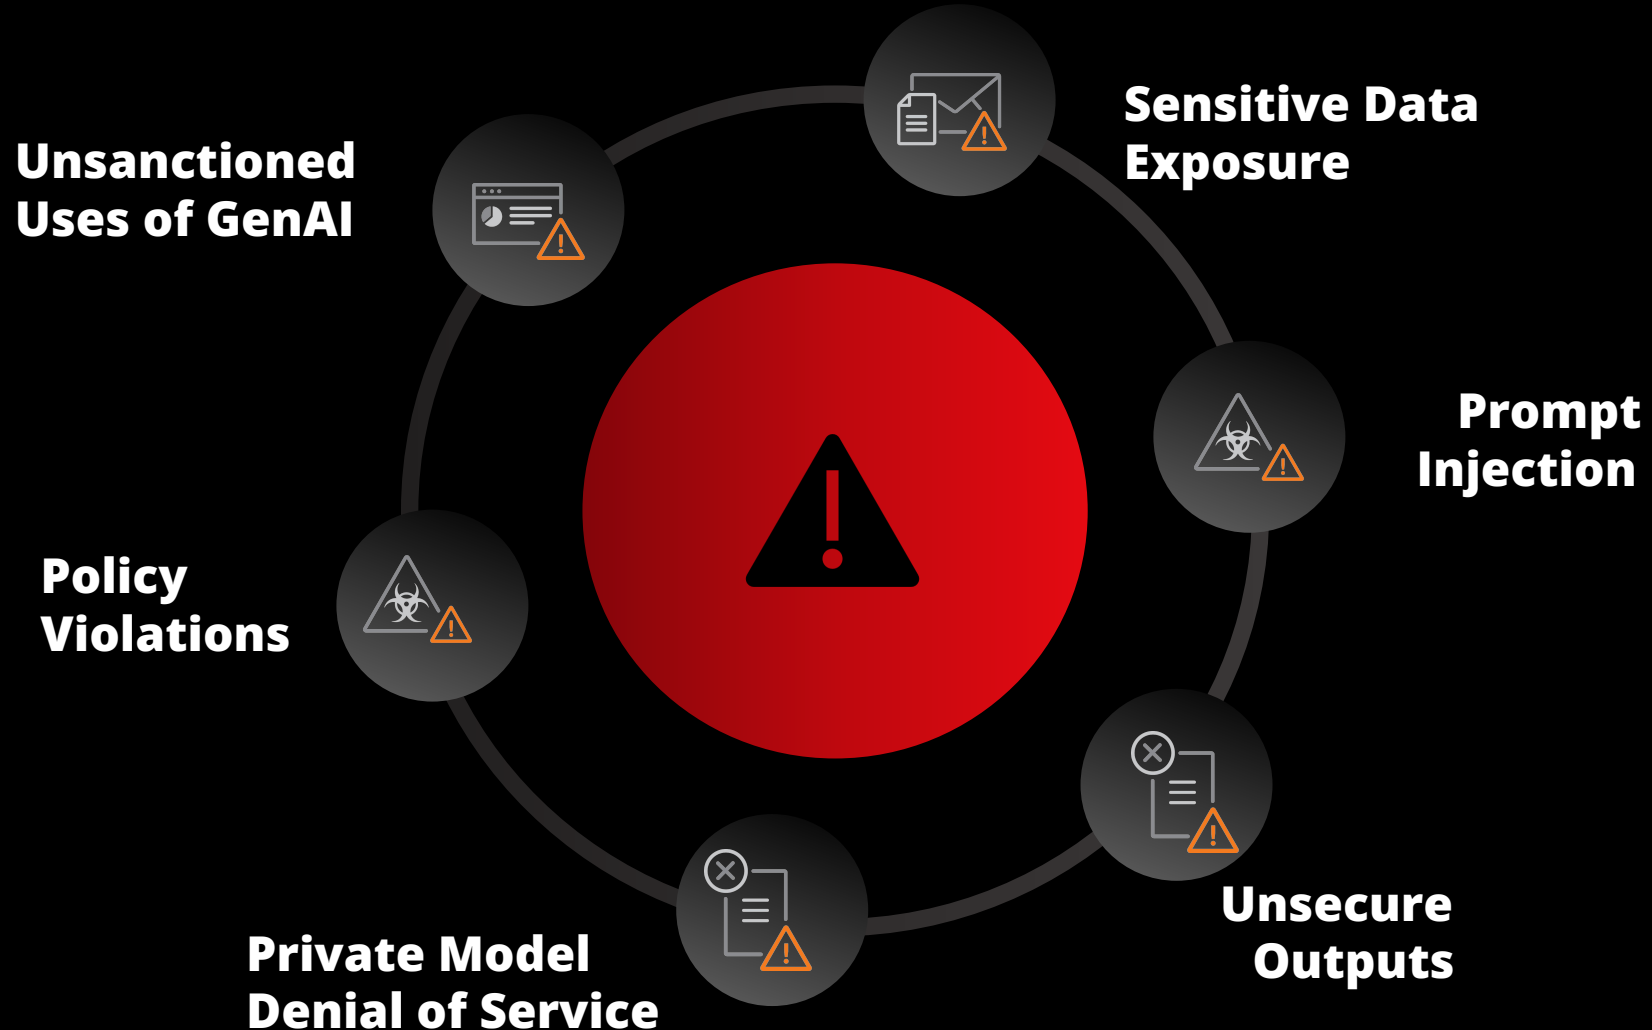 Sensitive Data
Exposure
Unsanctioned
Uses of GenAI
Prompt
Injection
Policy
Violations
Unsecure
Outputs
Private Model
Denial of Service